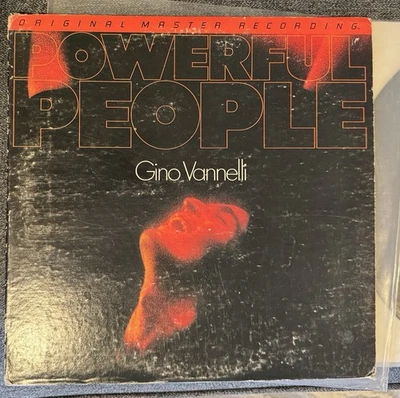 ORIGINAL MASTER RECORDING
POWERFUL
PEOPLE
Gino Vannelli